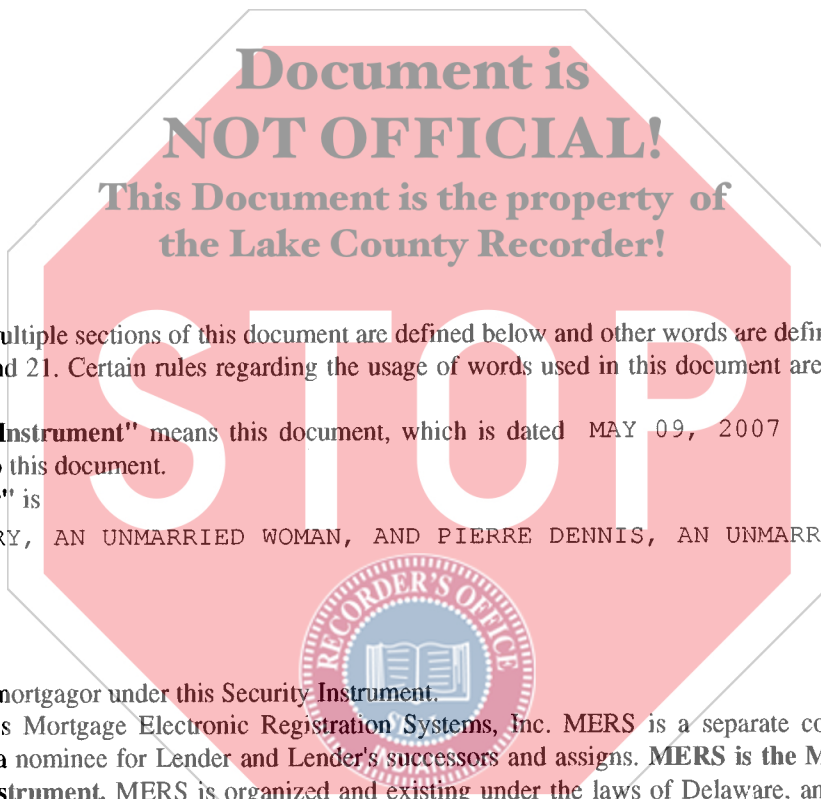 Document is
NOT OFFICIAL!
This Document is the property of
the Lake County Recorder!
STOP
ultiple sections of this document are defined below and other words are defin
d 21. Certain rules regarding the usage of words used in this document are
Instrument" means this document, which is dated MAY 09, 2007
this document.
" is
RY, AN UNMARRIED WOMAN, AND PIERRE DENNIS, AN UNMARR
RECORDER'S OFFICE
mortgagor under this Security Instrument.
s Mortgage Electronic Registration Systems, Inc. MERS is a separate co
a nominee for Lender and Lender's successors and assigns. MERS is the M
strument. MERS is organized and existing under the laws of Delaware, an